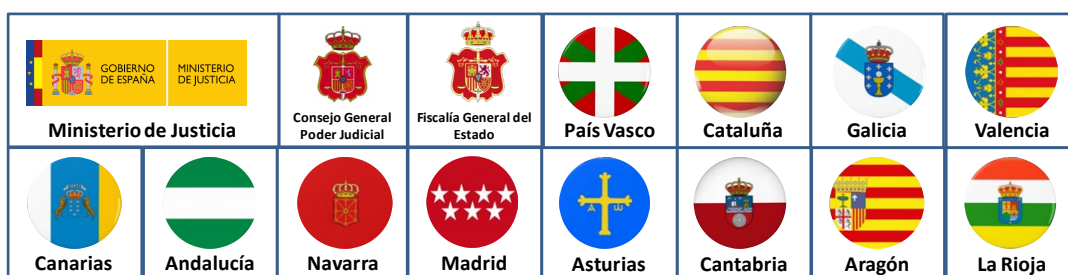 GOBIERNO
DE ESPAÑA
MINISTERIO
DE JUSTICIA
Ministerio de Justicia
Consejo General
Poder Judicial
Fiscalía General del
Estado
País Vasco
Cataluña
Galicia
Valencia
Canarias
Andalucía
Navarra
Madrid
Asturias
Cantabria
Aragón
La Rioja